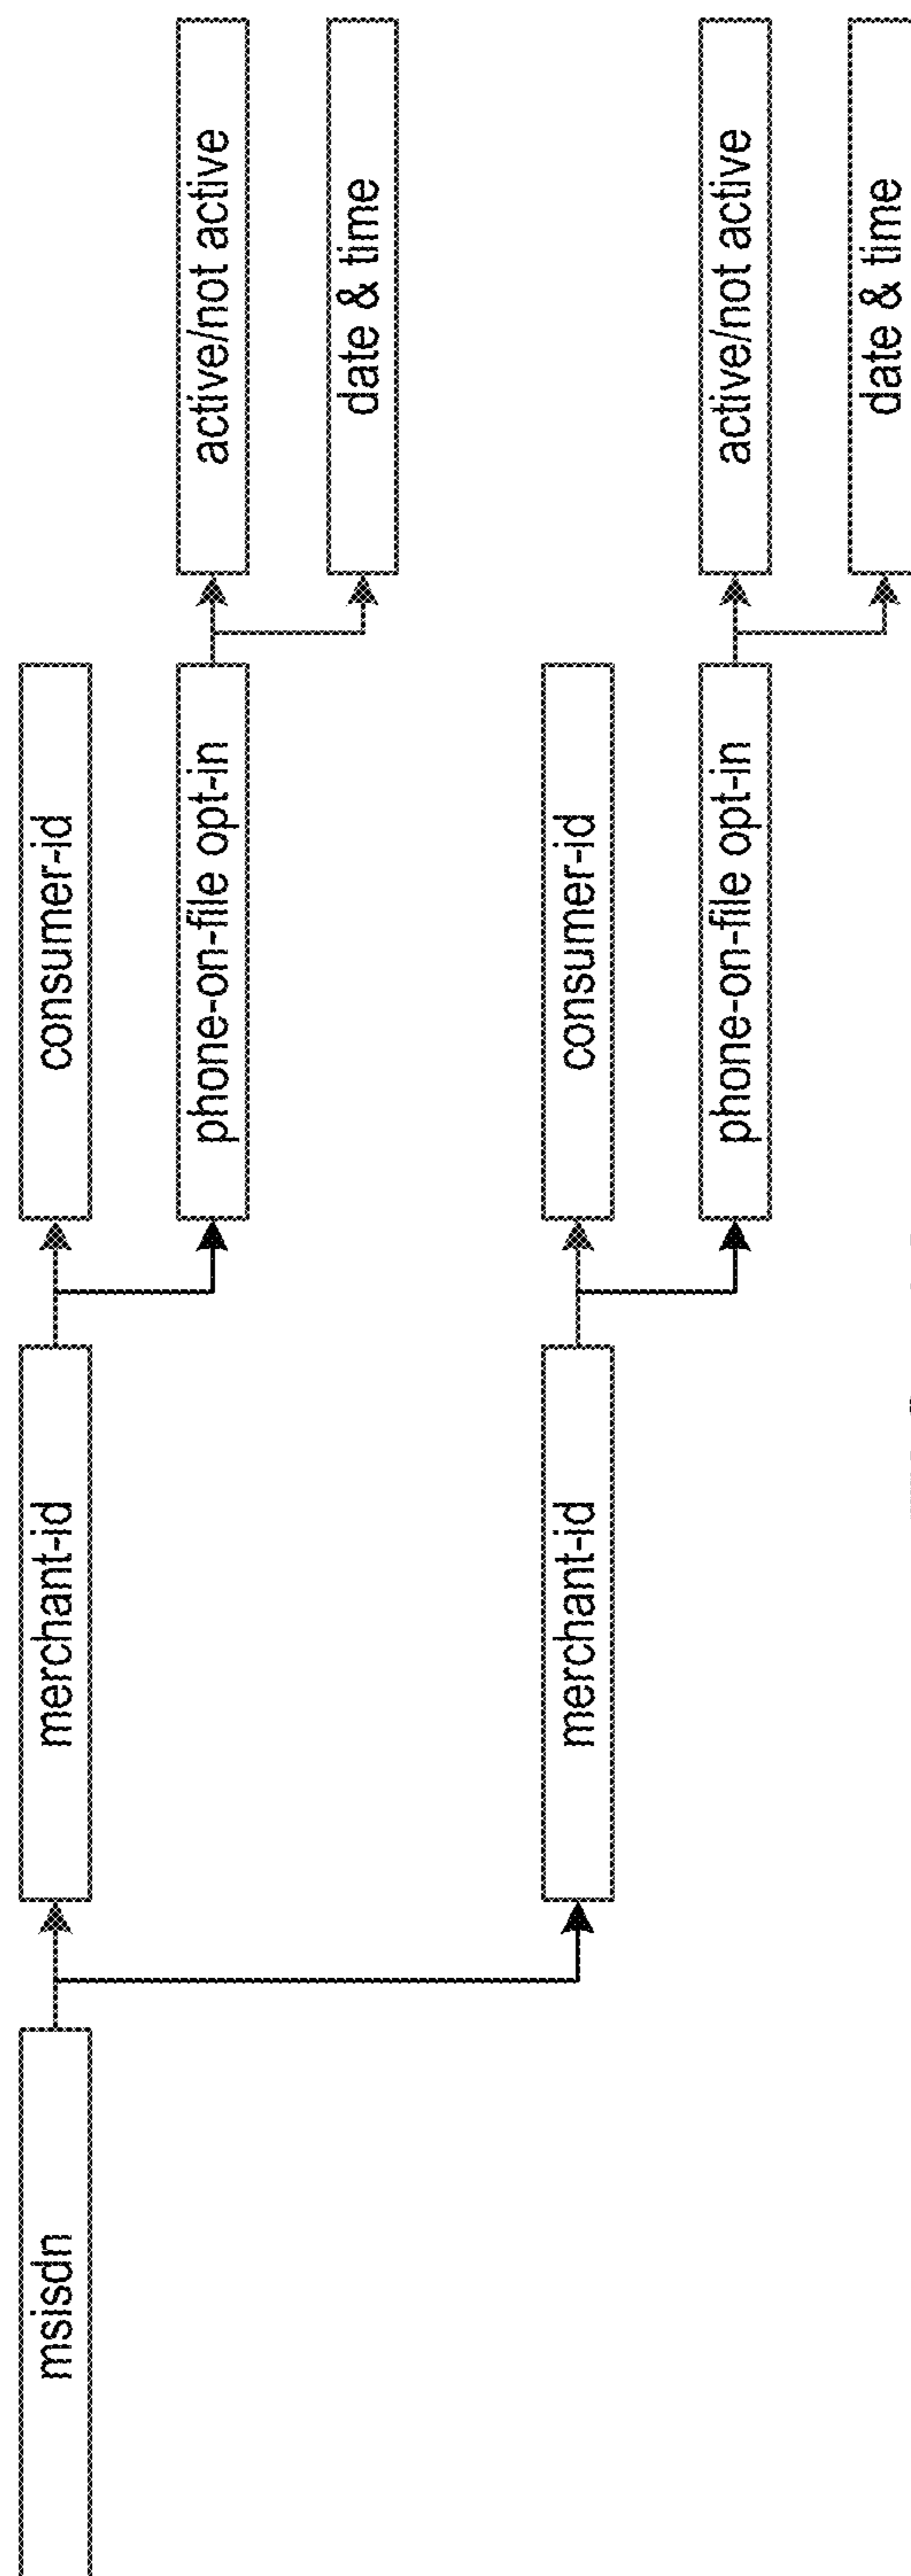 msisdn
merchant-id
consumer-id
phone-on-file opt-in
active/not active
date & time
merchant-id
consumer-id
phone-on-file opt-in
active/not active
date & time